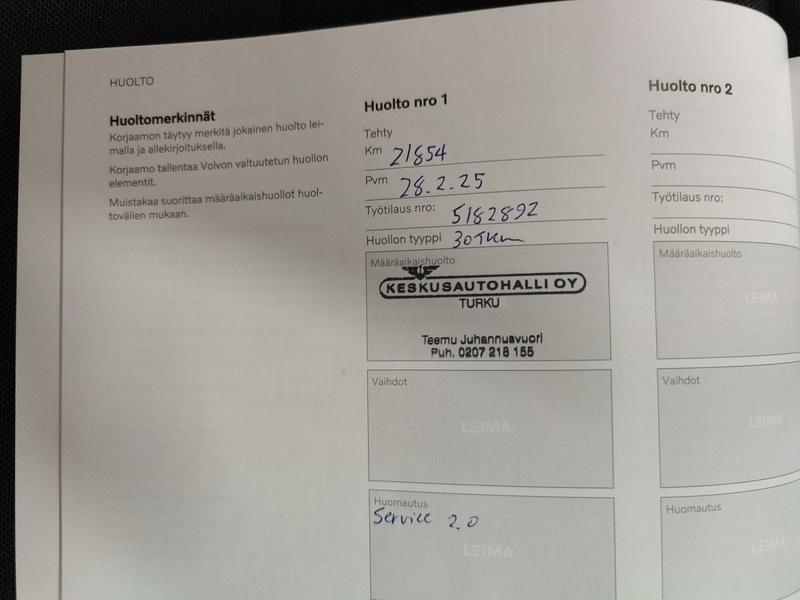 HUOLTO
Huoltomerkinnät
Korjaamon täytyy merkitä jokainen huolto lei-
malla ja allekirjoituksella.
Korjaamo tallentaa Volvon valtuutetun huollon
elementit.
Muistakaa suorittaa määräaikaishuollot huol-
tovälien mukaan.
Huolto nro 1
Tehty
Km 21854
Pvm 28.2.25
Työtilaus nro: 5182892
Huollon tyyppi 30TKm
Määräaikaishuolto
KESKUSAUTOHALLI OY
TURKU
Teemu Juhannusvuori
Puh. 0207 218 155
Vaihdot
LEIMA
Huomautus
Service 2.0
LEIMA
Huolto nro 2
Tehty
Km
Pvm
Työtilaus nro:
Huollon tyyppi
Määräaikaishuolto
LEIMA
Vaihdot
LEIMA
Huomautus
LEIMA